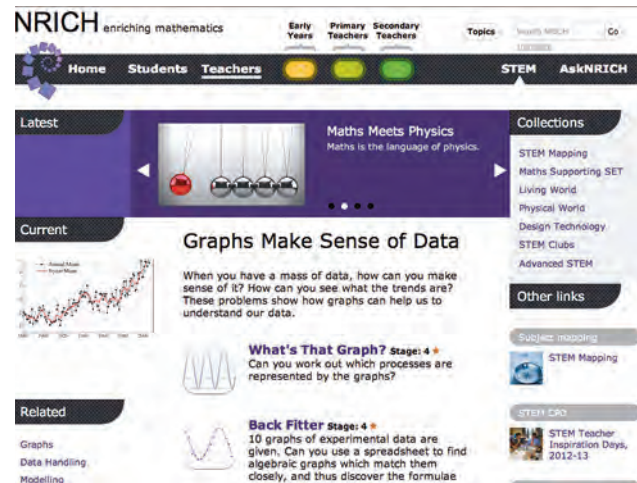 NRICH enriching mathematics
Early Years
Primary Teachers
Secondary Teachers
Topics
Go
Home Students Teachers
STEM AskNRICH
Latest
Maths Meets Physics
Maths is the language of physics.
Collections
STEM Mapping
Maths Supporting SET
Living World
Physical World
Design Technology
STEM Clubs
Advanced STEM
Current
Graphs Make Sense of Data
When you have a mass of data, how can you make
sense of it? How can you see what the trends are?
These problems show how graphs can help us to
understand our data.
Other links
Subject mapping
STEM Mapping
What's That Graph? Stage: 4
Can you work out which processes are
represented by the graphs?
STEM CPD
STEM Teacher
Inspiration Days,
2012-13
Related
Graphs
Data Handling
Modelling
Back Fitter Stage: 4
10 graphs of experimental data are
given. Can you use a spreadsheet to find
algebraic graphs which match them
closely, and thus discover the formulae